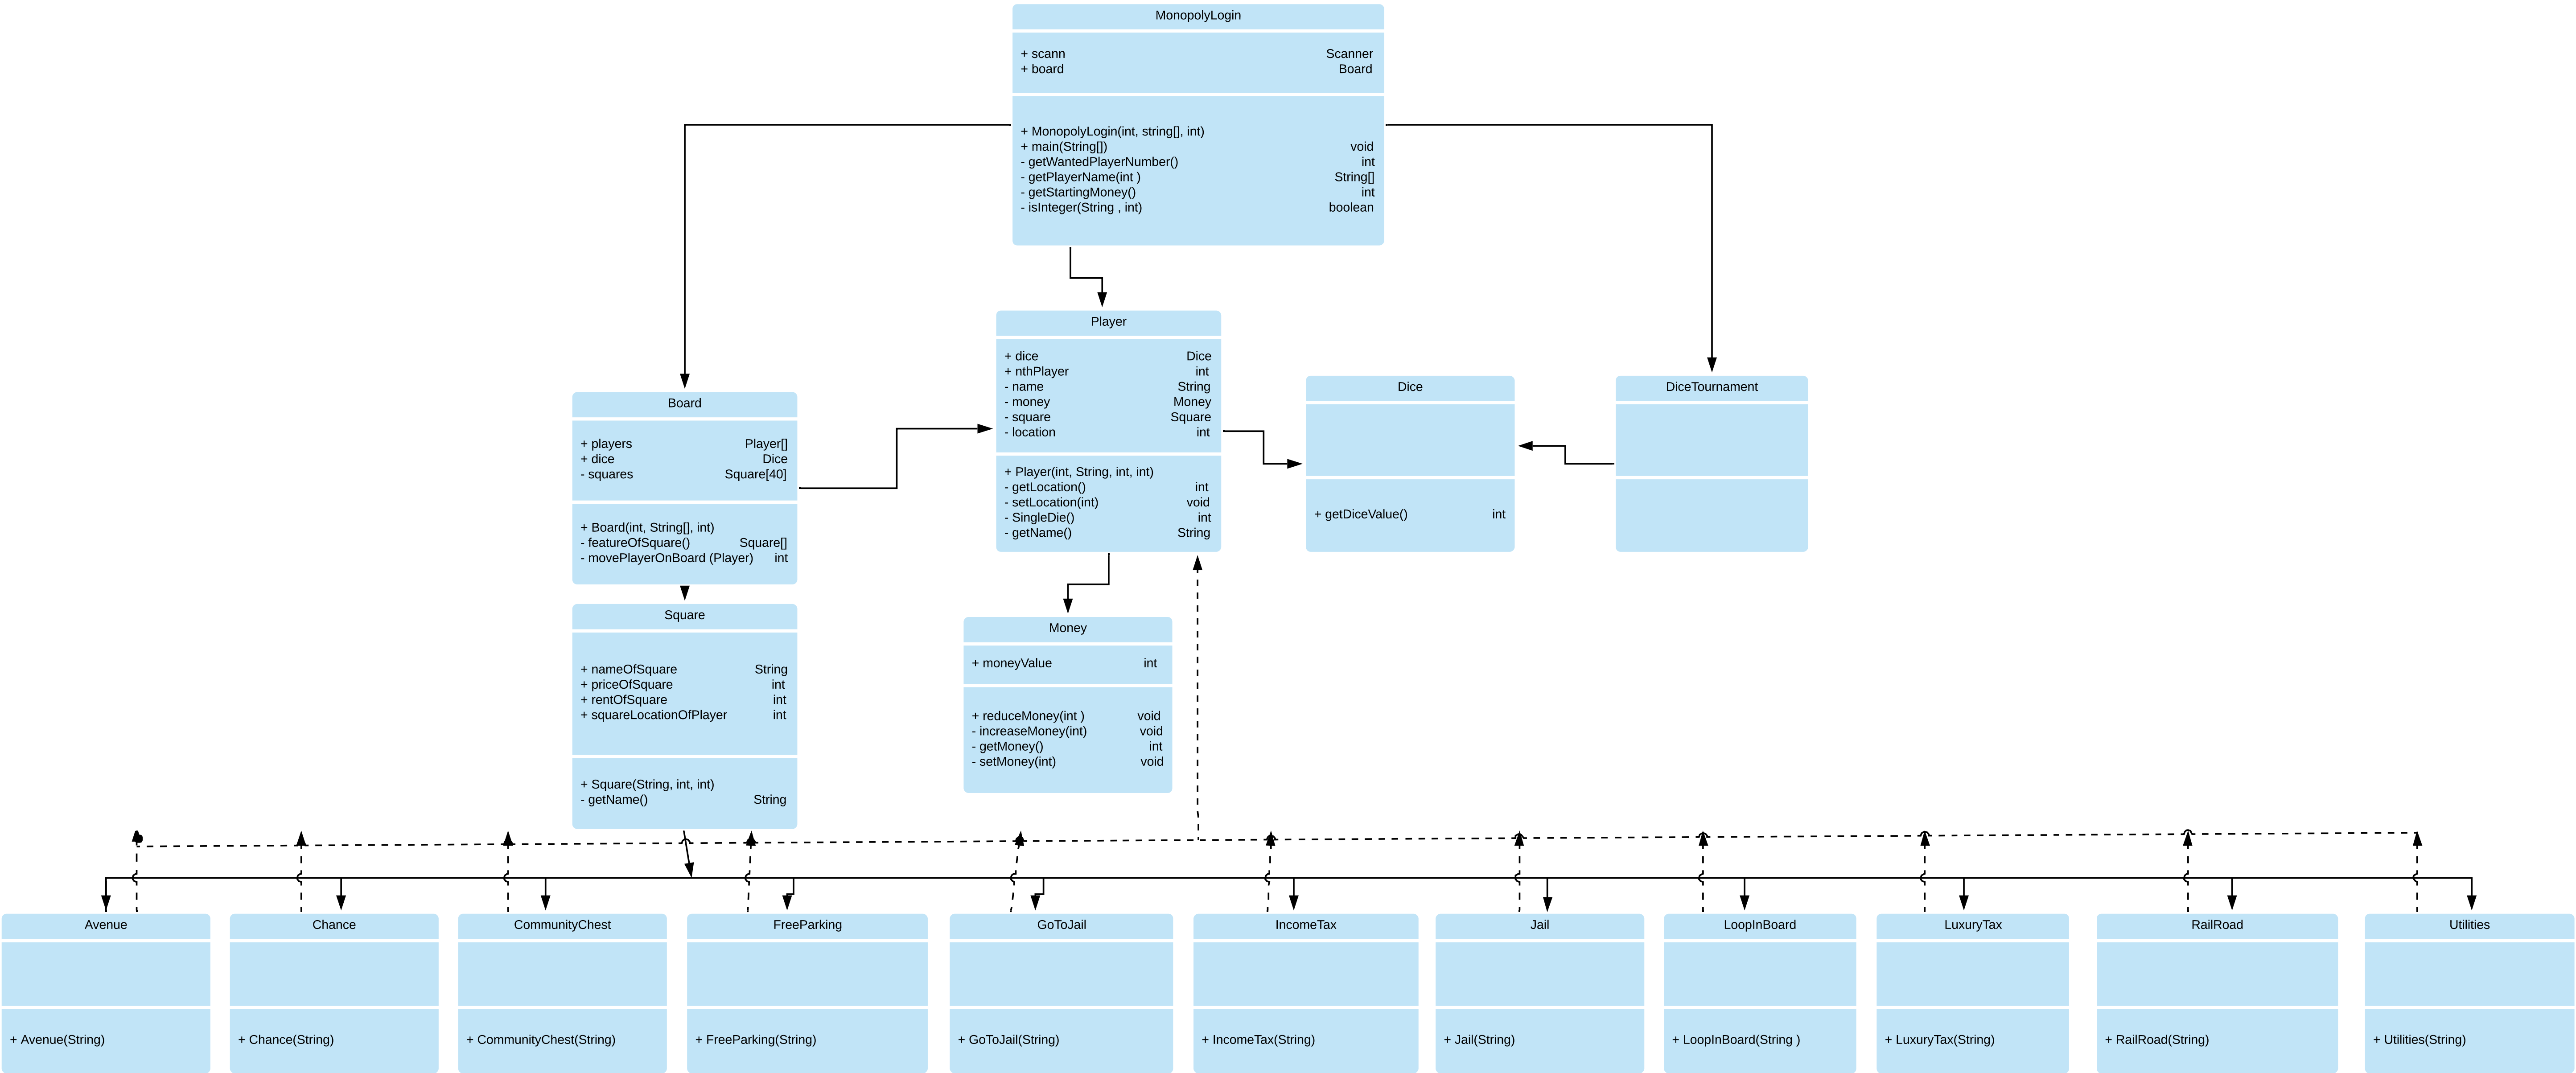 MonopolyLogin
+ scann Scanner
+ board Board
+ MonopolyLogin(int, string[], int)
+ main(String[]) void
- getWantedPlayerNumber() int
- getPlayerName(int ) String[]
- getStartingMoney() int
- isInteger(String , int) boolean
Player
+ dice Dice
+ nthPlayer int
- name String
- money Money
- square Square
- location int
+ Player(int, String, int, int)
- getLocation() int
- setLocation(int) void
- SingleDie() int
- getName() String
Dice
+ getDiceValue() int
DiceTournament
Board
+ players Player[]
+ dice Dice
- squares Square[40]
+ Board(int, String[], int)
- featureOfSquare() Square[]
- movePlayerOnBoard (Player) int
Square
+ nameOfSquare String
+ priceOfSquare int
+ rentOfSquare int
+ squareLocationOfPlayer int
+ Square(String, int, int)
- getName() String
Money
+ moneyValue int
+ reduceMoney(int ) void
- increaseMoney(int) void
- getMoney() int
- setMoney(int) void
Avenue
+ Avenue(String)
Chance
+ Chance(String)
CommunityChest
+ CommunityChest(String)
FreeParking
+ FreeParking(String)
GoToJail
+ GoToJail(String)
IncomeTax
+ IncomeTax(String)
Jail
+ Jail(String)
LoopInBoard
+ LoopInBoard(String )
LuxuryTax
+ LuxuryTax(String)
RailRoad
+ RailRoad(String)
Utilities
+ Utilities(String)